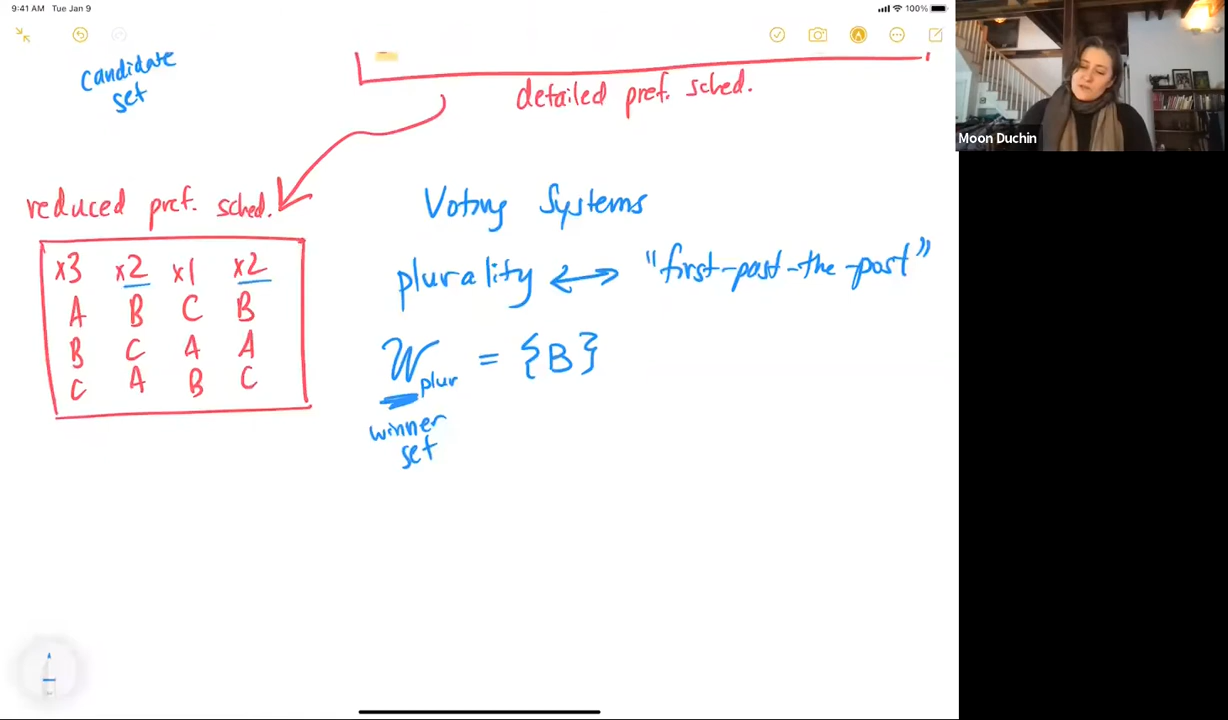 9:41 AM Tue Jan 9
100%
candidate
set
detailed pref. sched.
Moon Duchin
reduced pref. sched.
x3 x2 x1 x2
A B C B
B C A A
C A B C
Voting Systems
plurality ↔ "first-past-the-post"
W plur = {B}
winner
set